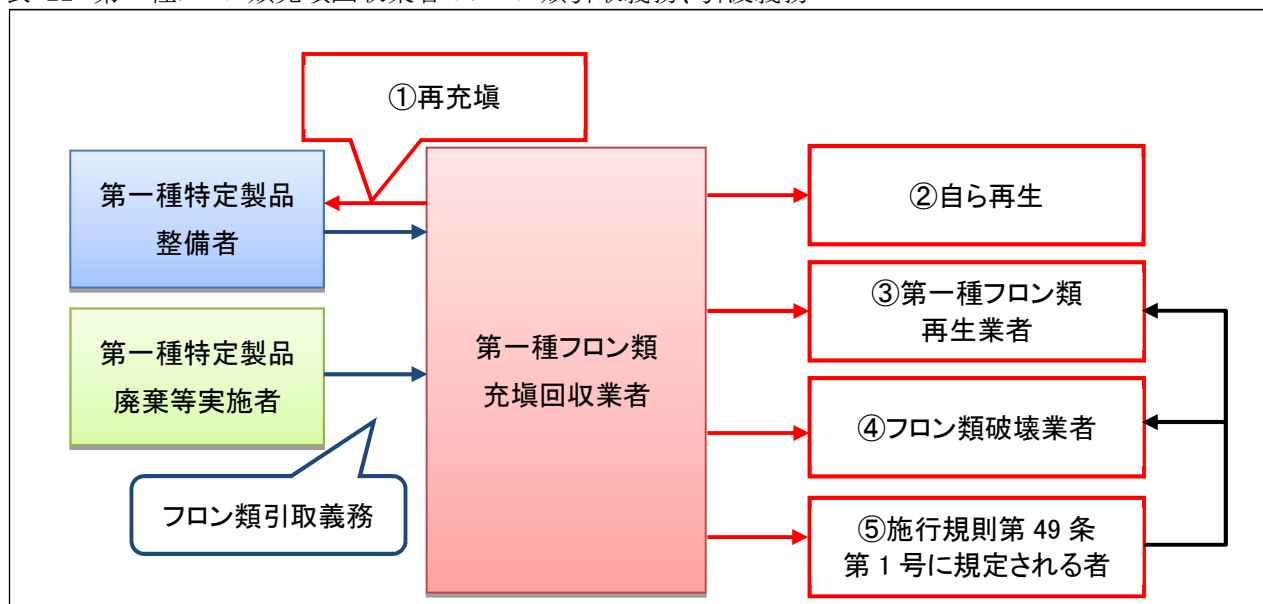 ①再充塡
第一種特定製品
整備者
②自ら再生
③第一種フロン類
再生業者
第一種特定製品
廃棄等実施者
第一種フロン類
充塡回収業者
④フロン類破壊業者
フロン類引取義務
⑤施行規則第 49 条
第 1 号に規定される者